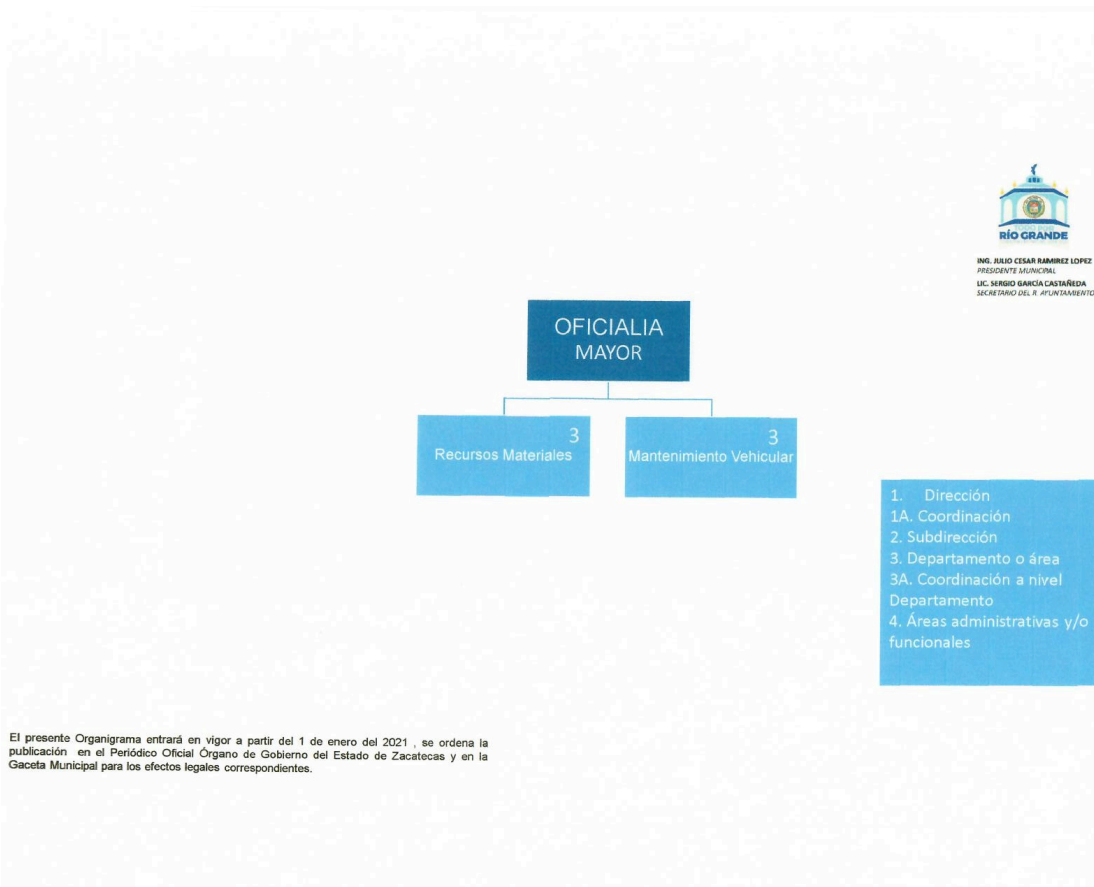 RÍO GRANDE
ING. JULIO CESAR RAMIREZ LOPEZ
PRESIDENTE MUNICIPAL
LIC. SERGIO GARCÍA CASTAÑEDA
SECRETARIO DEL R. AYUNTAMIENTO
OFICIALIA
MAYOR
3
Recursos Materiales
3
Mantenimiento Vehicular
1. Dirección
1A. Coordinación
2. Subdirección
3. Departamento o área
3A. Coordinación a nivel
Departamento
4. Áreas administrativas y/o
funcionales
El presente Organigrama entrará en vigor a partir del 1 de enero del 2021 , se ordena la
publicación en el Periódico Oficial Órgano de Gobierno del Estado de Zacatecas y en la
Gaceta Municipal para los efectos legales correspondientes.